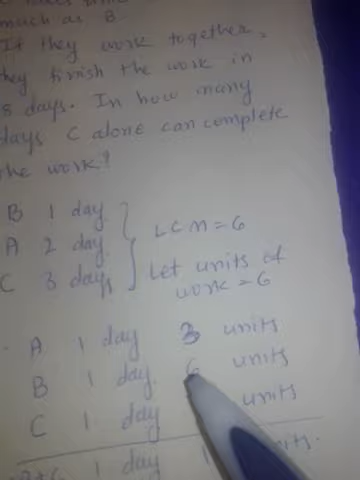 much as B
If they work together,
they finish the work in
8 days. In how many
days C alone can complete
the work?
B 1 day
A 2 day
C 3 days
LCM = 6
Let units of
work = 6
A 1 day 3 units
B 1 day 6 units
C 1 day units
1 day